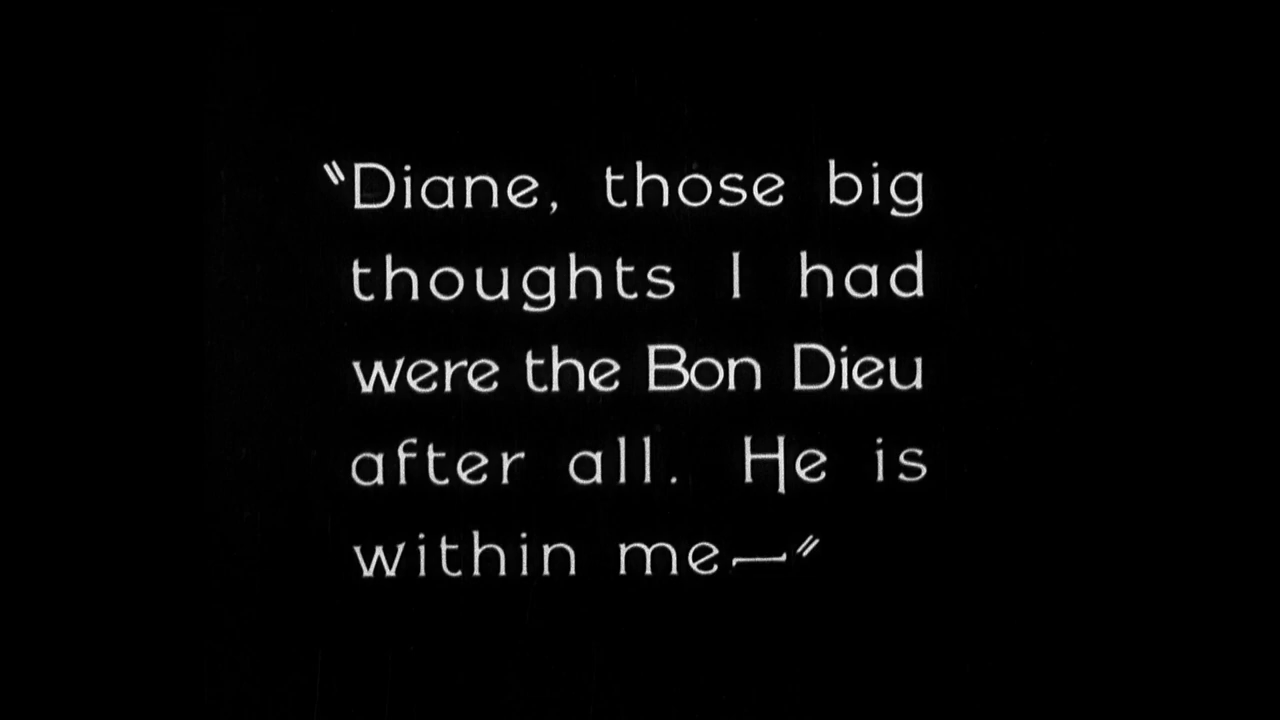 "Diane, those big
thoughts I had
were the Bon Dieu
after all. He is
within me—"